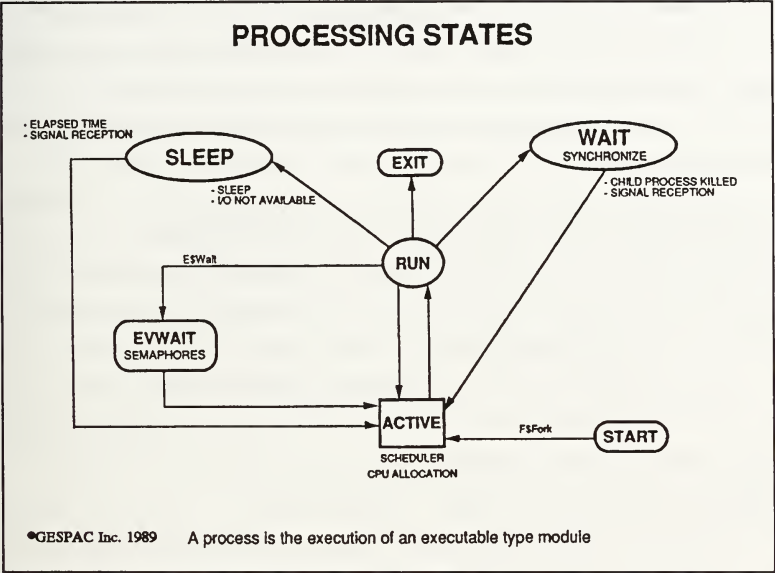 PROCESSING STATES
- ELAPSED TIME
- SIGNAL RECEPTION
SLEEP
- SLEEP
- I/O NOT AVAILABLE
EXIT
WAIT
SYNCHRONIZE
- CHILD PROCESS KILLED
- SIGNAL RECEPTION
RUN
E$Wait
EVWAIT
SEMAPHORES
ACTIVE
SCHEDULER
CPU ALLOCATION
F$Fork
START
©GESPAC Inc. 1989 A process is the execution of an executable type module